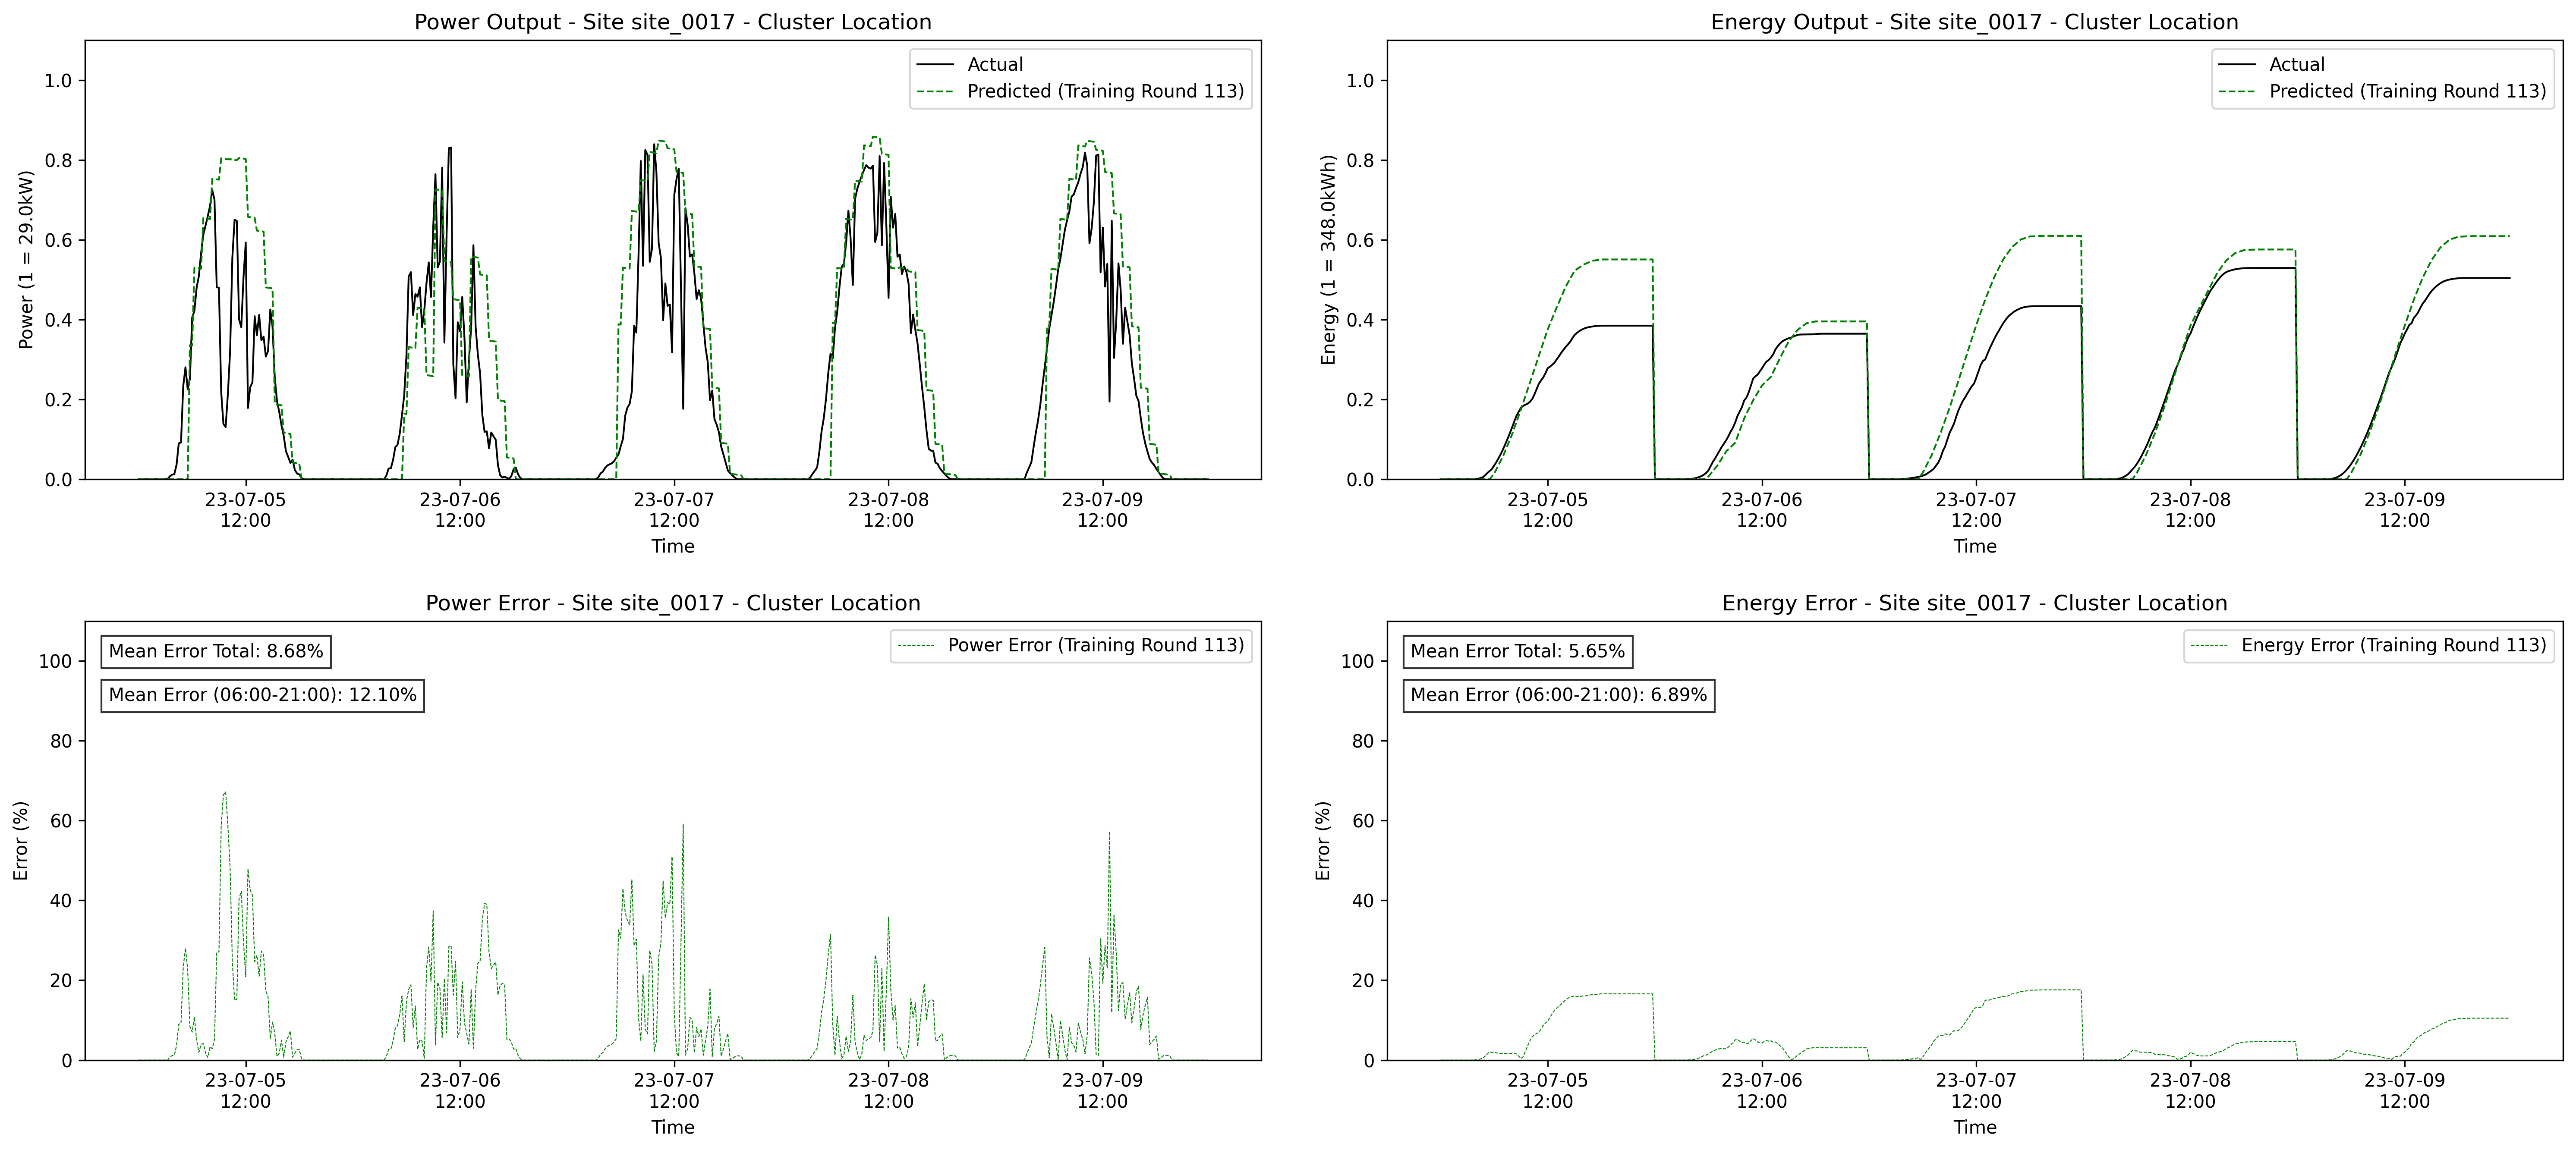 Power Output - Site site_0017 - Cluster Location
Power (1 = 29.0kW)
1.0
0.8
0.6
0.4
0.2
0.0
Actual
Predicted (Training Round 113)
23-07-05 12:00
23-07-06 12:00
23-07-07 12:00
23-07-08 12:00
23-07-09 12:00
Time
Energy Output - Site site_0017 - Cluster Location
Energy (1 = 348.0kWh)
1.0
0.8
0.6
0.4
0.2
0.0
Actual
Predicted (Training Round 113)
23-07-05 12:00
23-07-06 12:00
23-07-07 12:00
23-07-08 12:00
23-07-09 12:00
Time
Power Error - Site site_0017 - Cluster Location
Error (%)
100
80
60
40
20
0
Mean Error Total: 8.68%
Mean Error (06:00-21:00): 12.10%
Power Error (Training Round 113)
23-07-05 12:00
23-07-06 12:00
23-07-07 12:00
23-07-08 12:00
23-07-09 12:00
Time
Energy Error - Site site_0017 - Cluster Location
Error (%)
100
80
60
40
20
0
Mean Error Total: 5.65%
Mean Error (06:00-21:00): 6.89%
Energy Error (Training Round 113)
23-07-05 12:00
23-07-06 12:00
23-07-07 12:00
23-07-08 12:00
23-07-09 12:00
Time